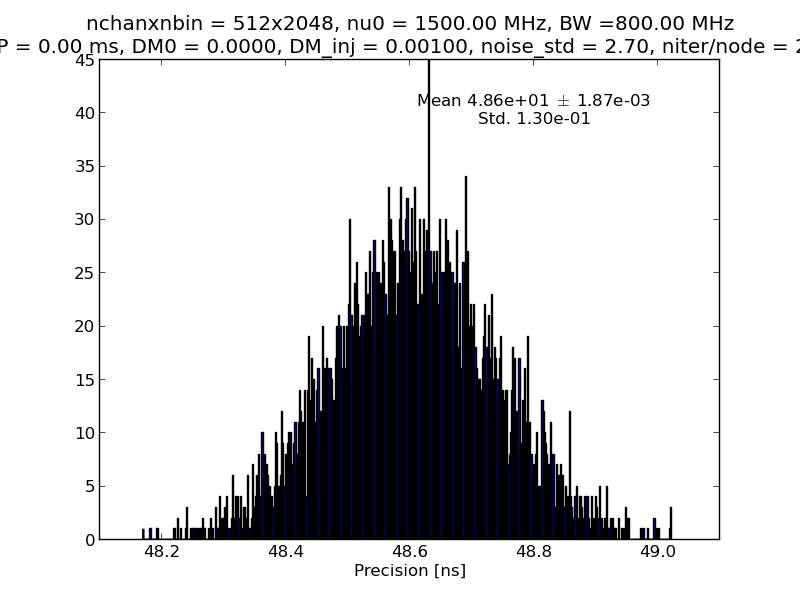 nchanxnbin = 512x2048, nu0 = 1500.00 MHz, BW =800.00 MHz
P = 0.00 ms, DM0 = 0.0000, DM_inj = 0.00100, noise_std = 2.70, niter/node = 2
45
Mean 4.86e+01 ± 1.87e-03
40
Std. 1.30e-01
35
30
25
20
15
10
5
0
48.2 48.4 48.6 48.8 49.0
Precision [ns]